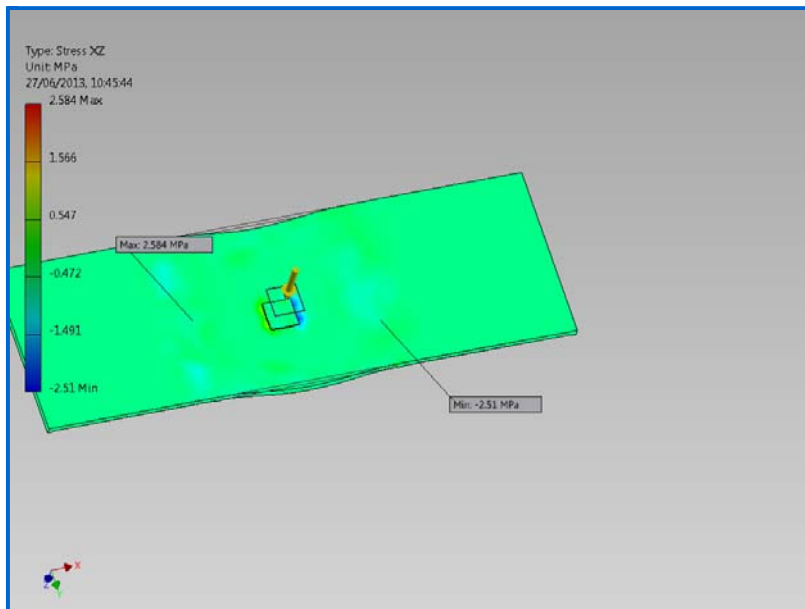 Type: Stress XZ
Unit: MPa
27/06/2013, 10:45:44
2.584 Max
1.566
0.547
-0.472
-1.491
-2.51 Min
Max: 2.584 MPa
Min: -2.51 MPa
X
Z
Y